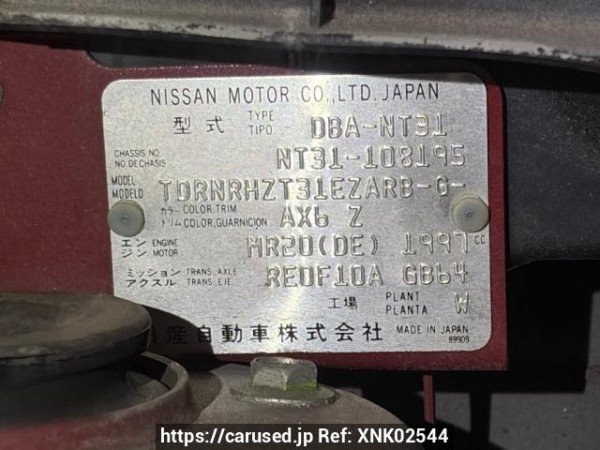 NISSAN MOTOR CO.,LTD.JAPAN
型式 TYPE TIPO DBA-NT31
CHASSIS NO. NO.DE CHASIS NT31-108195
MODEL MODELO TDRNRHZT31EZARB-G-
カラー COLOR,TRIM トリム COLOR,GUARNICION AX6 Z
エンジン ENGINE MOTOR MR20(DE) 1997 CC
ミッション TRANS.AXLE アクスル TRANS.EJE RE0F10A GB64
工場 PLANT PLANTA W
産自動車株式会社 MADE IN JAPAN
89909
https://carused.jp Ref: XNK02544